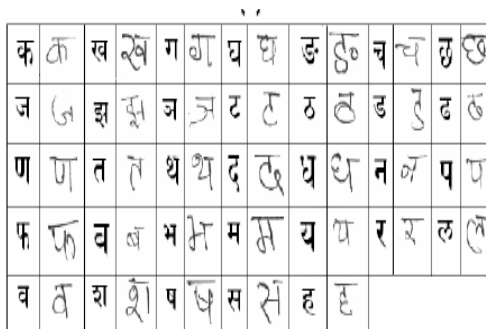 क क ख ख ग ग घ घ ङ ङ च च छ छ
ज ज झ झ ञ ञ ट ट ठ ठ ड ड ढ ढ
ण ण त त थ थ द द ध ध न न प प
फ फ ब ब भ भ म म य य र र ल ल
व व श श ष ष स स ह ह